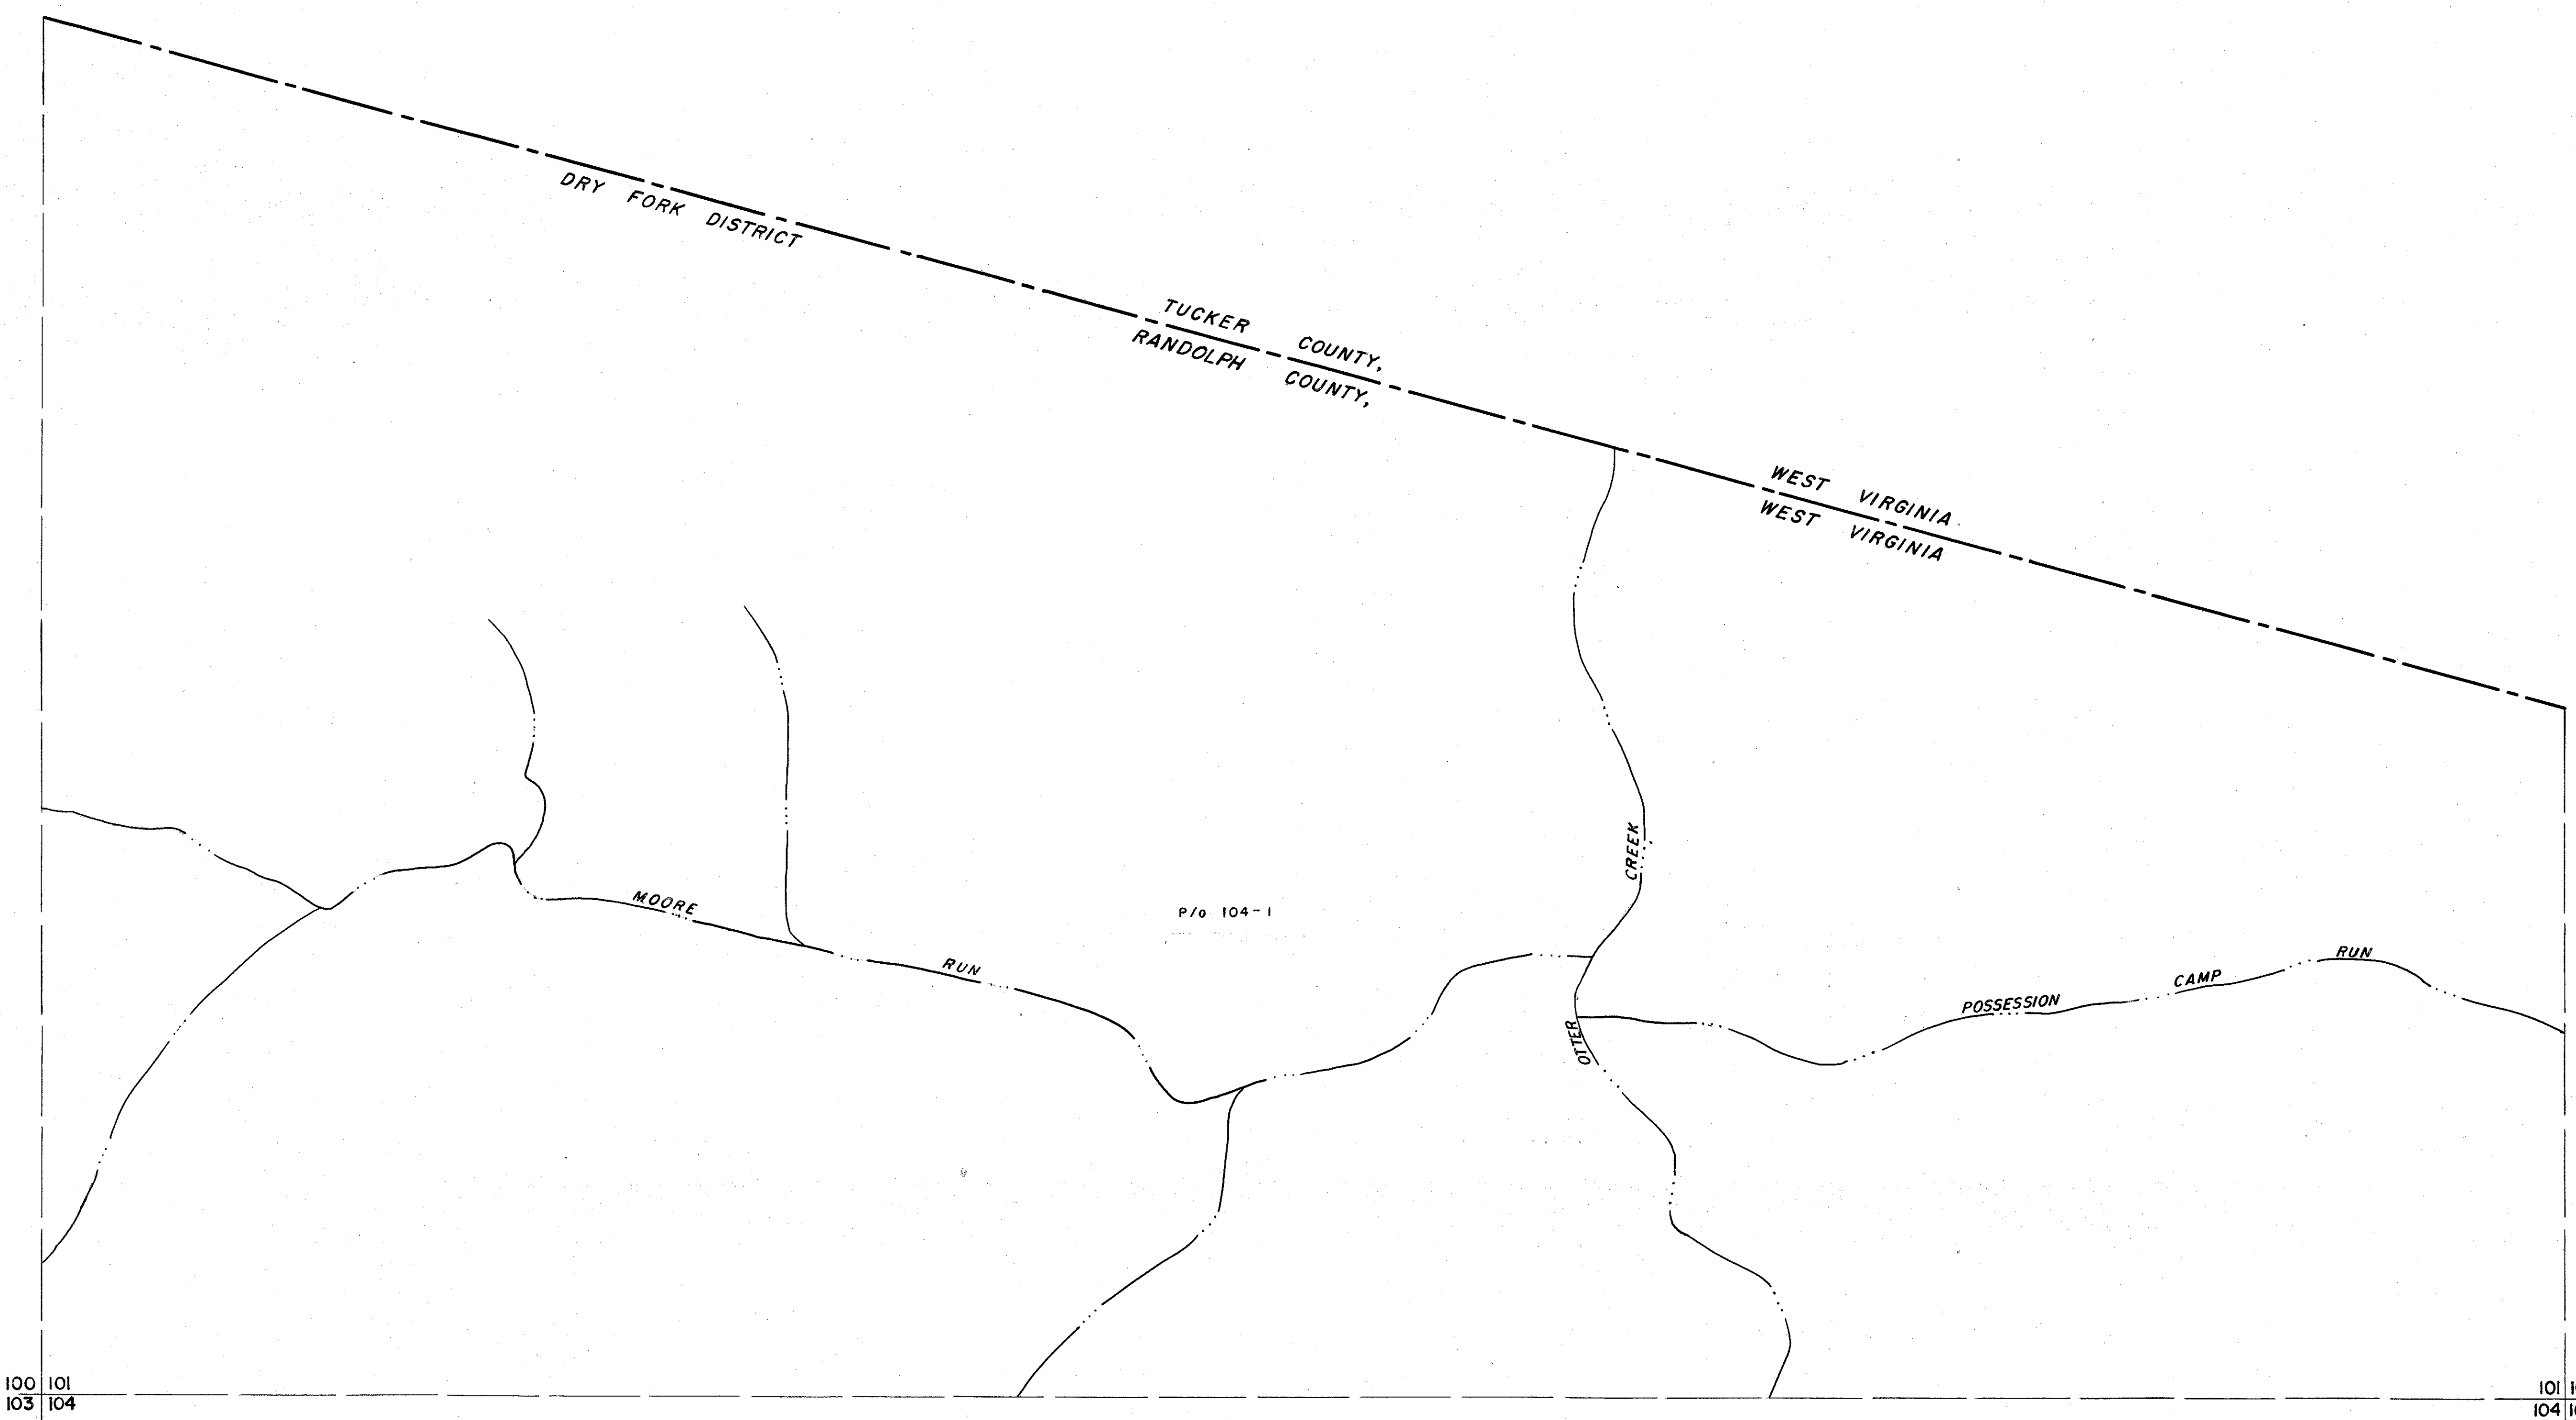 DRY FORK DISTRICT
TUCKER COUNTY,
RANDOLPH COUNTY,
WEST VIRGINIA
WEST VIRGINIA
CREEK
MOORE
P/o 104-1
RUN
RUN
CAMP
POSSESSION
OTTER
100 101
103 104
101
104